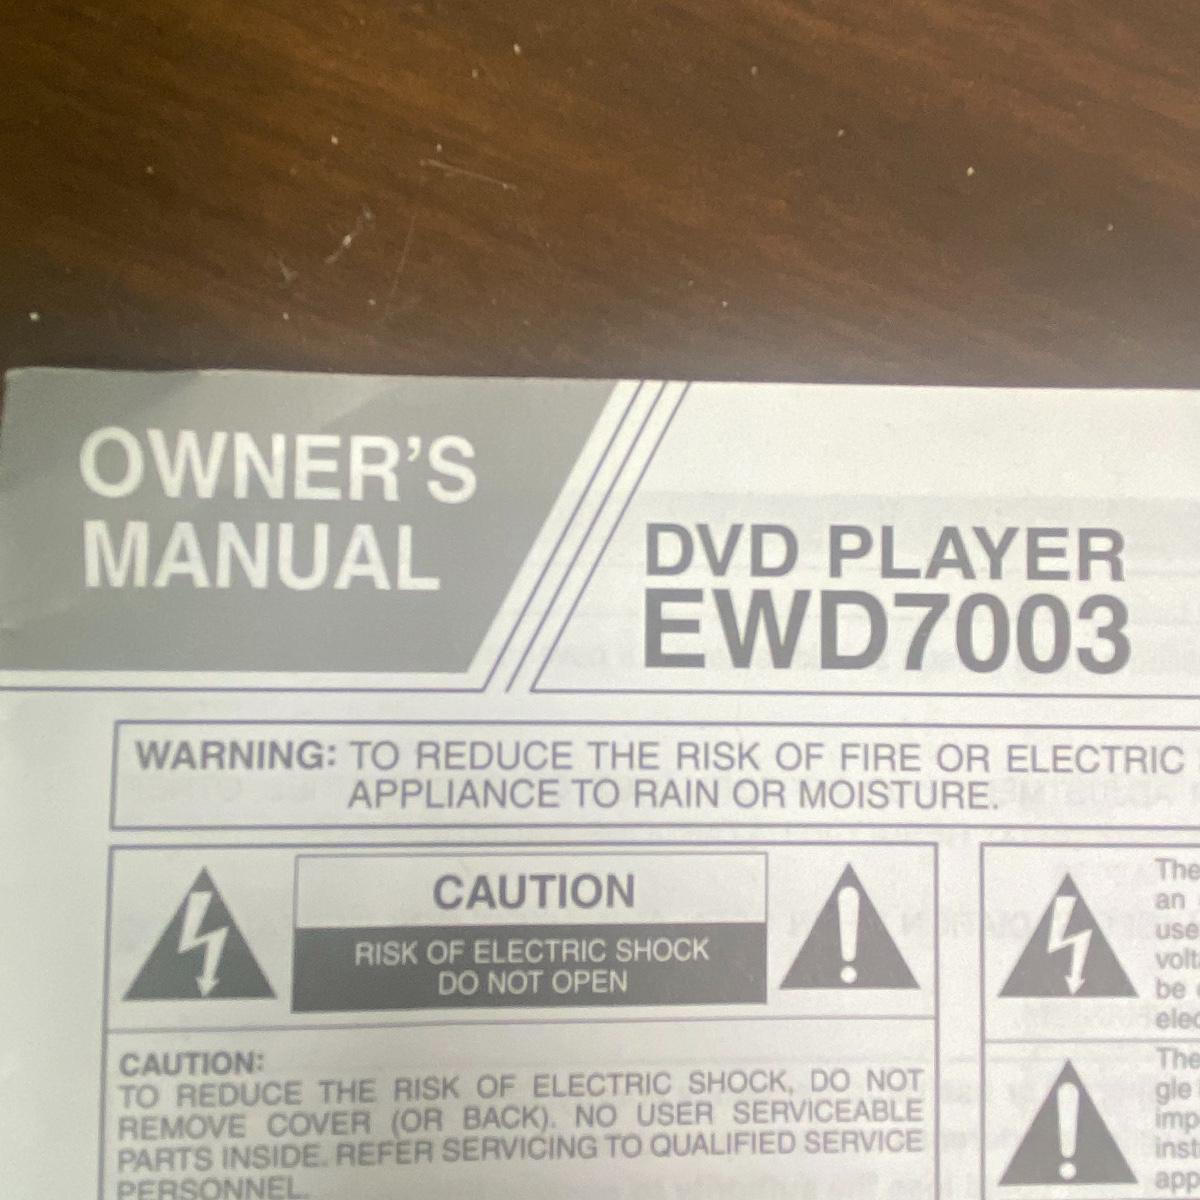 OWNER'S
MANUAL
DVD PLAYER
EWD7003
WARNING: TO REDUCE THE RISK OF FIRE OR ELECTRIC
APPLIANCE TO RAIN OR MOISTURE.
CAUTION
RISK OF ELECTRIC SHOCK
DO NOT OPEN
CAUTION:
TO REDUCE THE RISK OF ELECTRIC SHOCK, DO NOT
REMOVE COVER (OR BACK). NO USER SERVICEABLE
PARTS INSIDE. REFER SERVICING TO QUALIFIED SERVICE
PERSONNEL.
The
an
use
volt
be
elec
The
gle
imp
inst
app